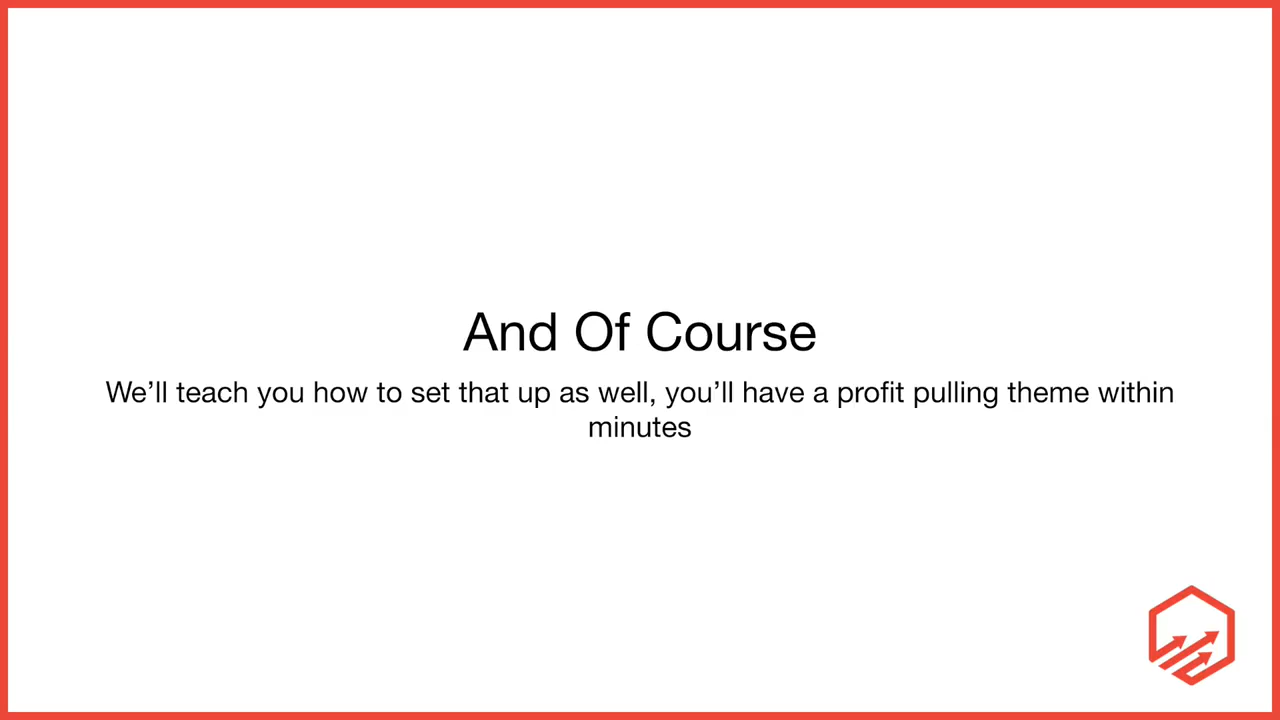 And Of Course
We’ll teach you how to set that up as well, you’ll have a profit pulling theme within
minutes